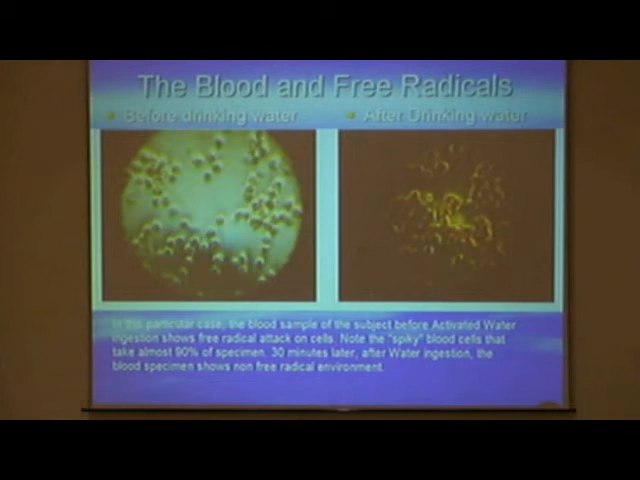 The Blood and Free Radicals
Before drinking water
After Drinking water
In this particular case, the blood sample of the subject before Activated Water
ingestion shows free radical attack on cells. Note the "spiky" blood cells that
take almost 90% of specimen. 30 minutes later, after Water ingestion, the
blood specimen shows non free radical environment.